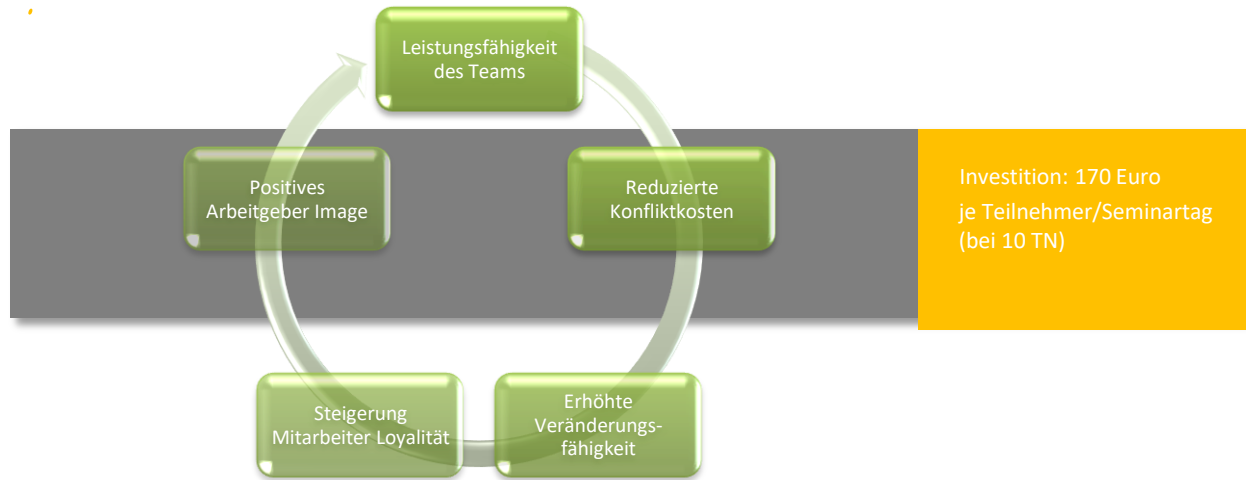 Leistungsfähigkeit
des Teams
Positives
Arbeitgeber Image
Reduzierte
Konfliktkosten
Investition: 170 Euro
je Teilnehmer/Seminartag
(bei 10 TN)
Steigerung
Mitarbeiter Loyalität
Erhöhte
Veränderungs-
fähigkeit